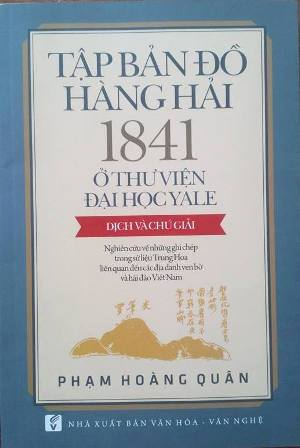 TẬP BẢN ĐỒ
HÀNG HẢI
1841
Ở THƯ VIỆN
ĐẠI HỌC YALE
DỊCH VÀ CHÚ GIẢI
Nghiên cứu về những ghi chép
trong sử liệu Trung Hoa
liên quan đến các địa danh ven bờ
và hải đảo Việt Nam
PHẠM HOÀNG QUÂN
NHÀ XUẤT BẢN VĂN HÓA - VĂN NGHỆ